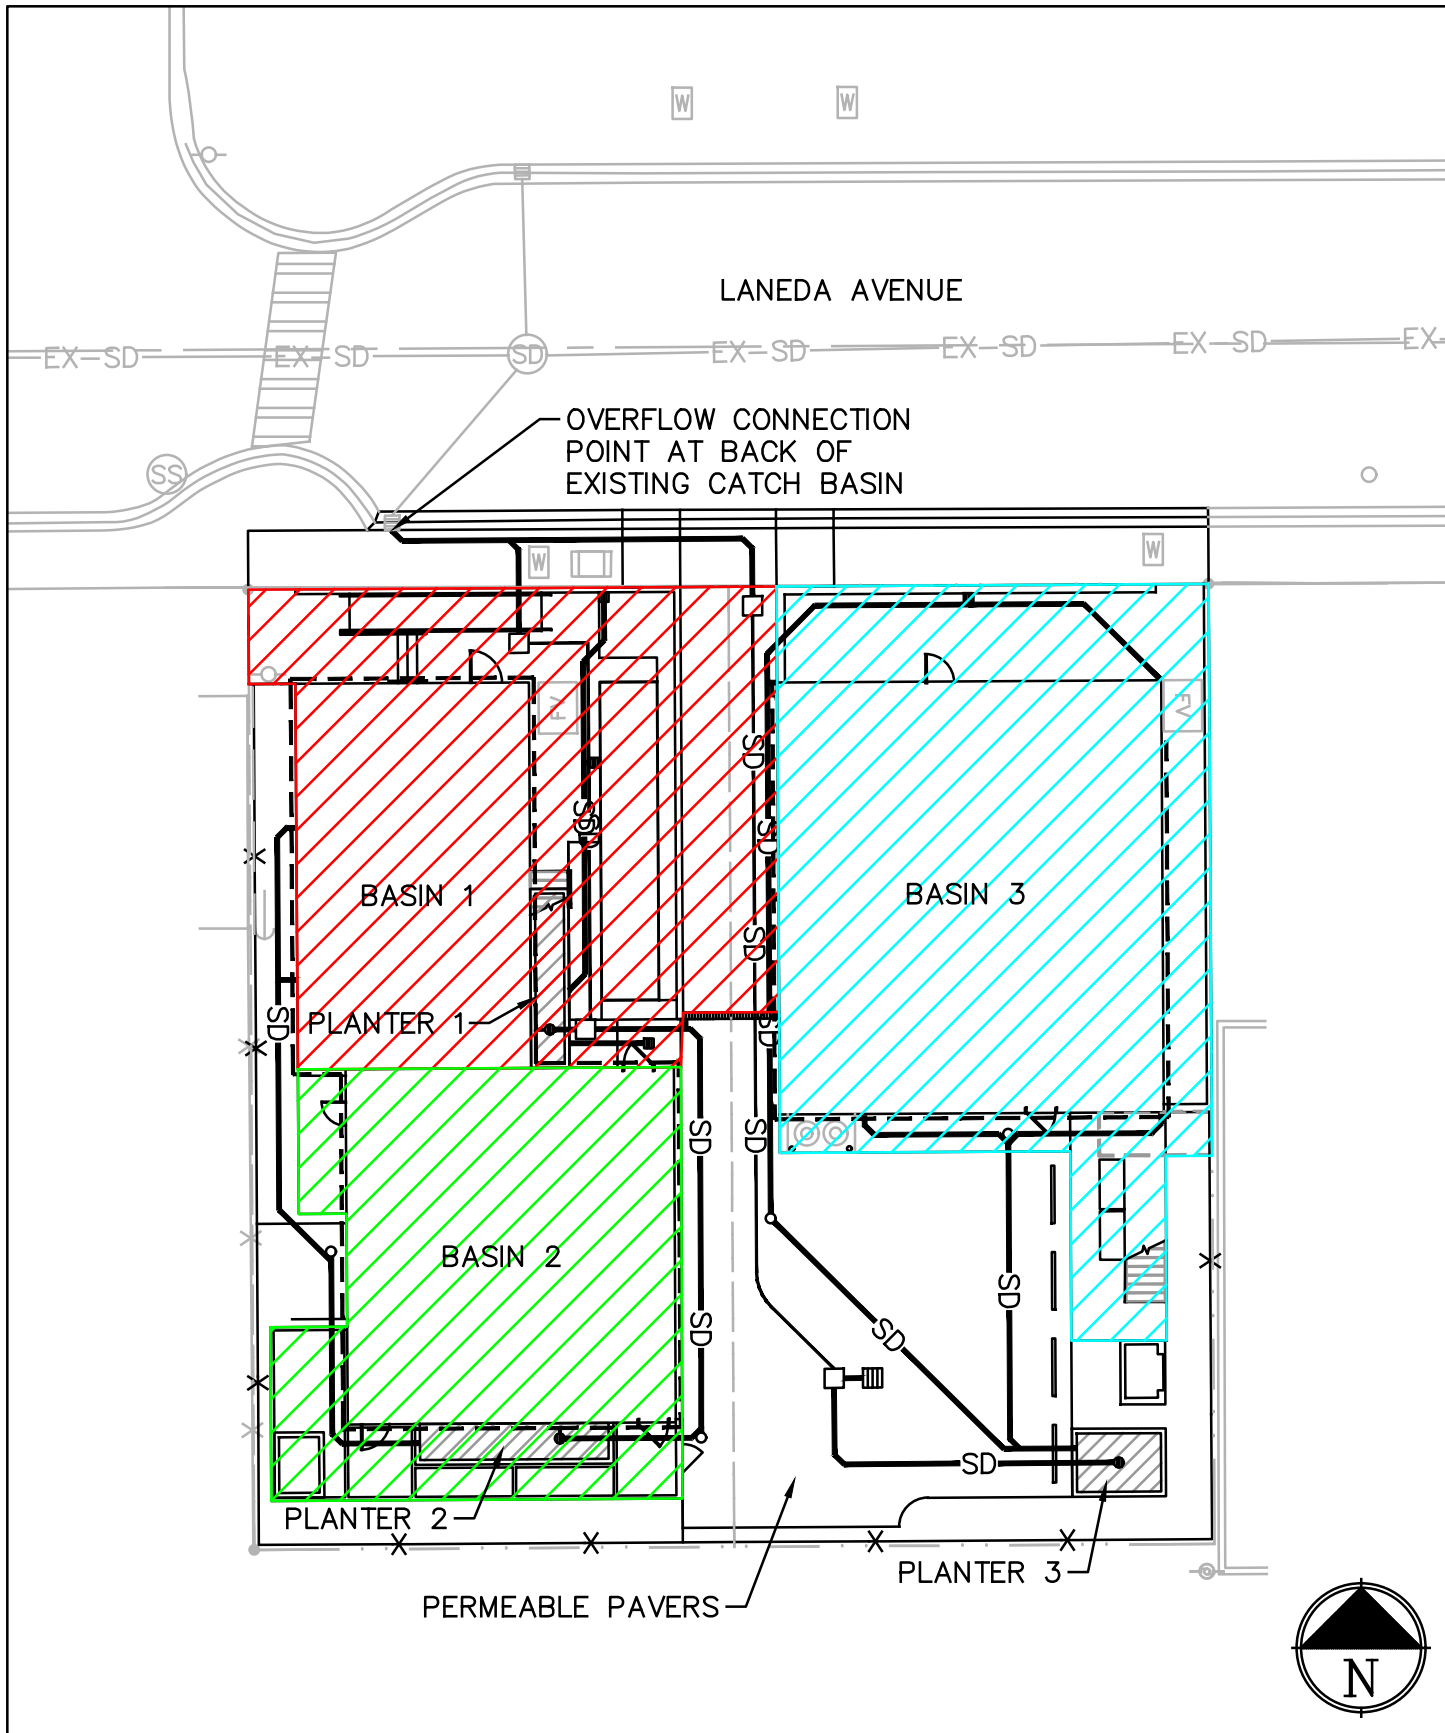 W
W
LANEDA AVENUE
EX-SD
EX-SD
SD
EX-SD
EX-SD
EX-SD
EX-
OVERFLOW CONNECTION
POINT AT BACK OF
EXISTING CATCH BASIN
SS
W
W
FV
FV
SD
SD
SD
SD
BASIN 1
BASIN 3
SD
PLANTER 1
SD
SD
SD
SD
BASIN 2
SD
SD
SD
SD
PLANTER 2
PLANTER 3
PERMEABLE PAVERS
N